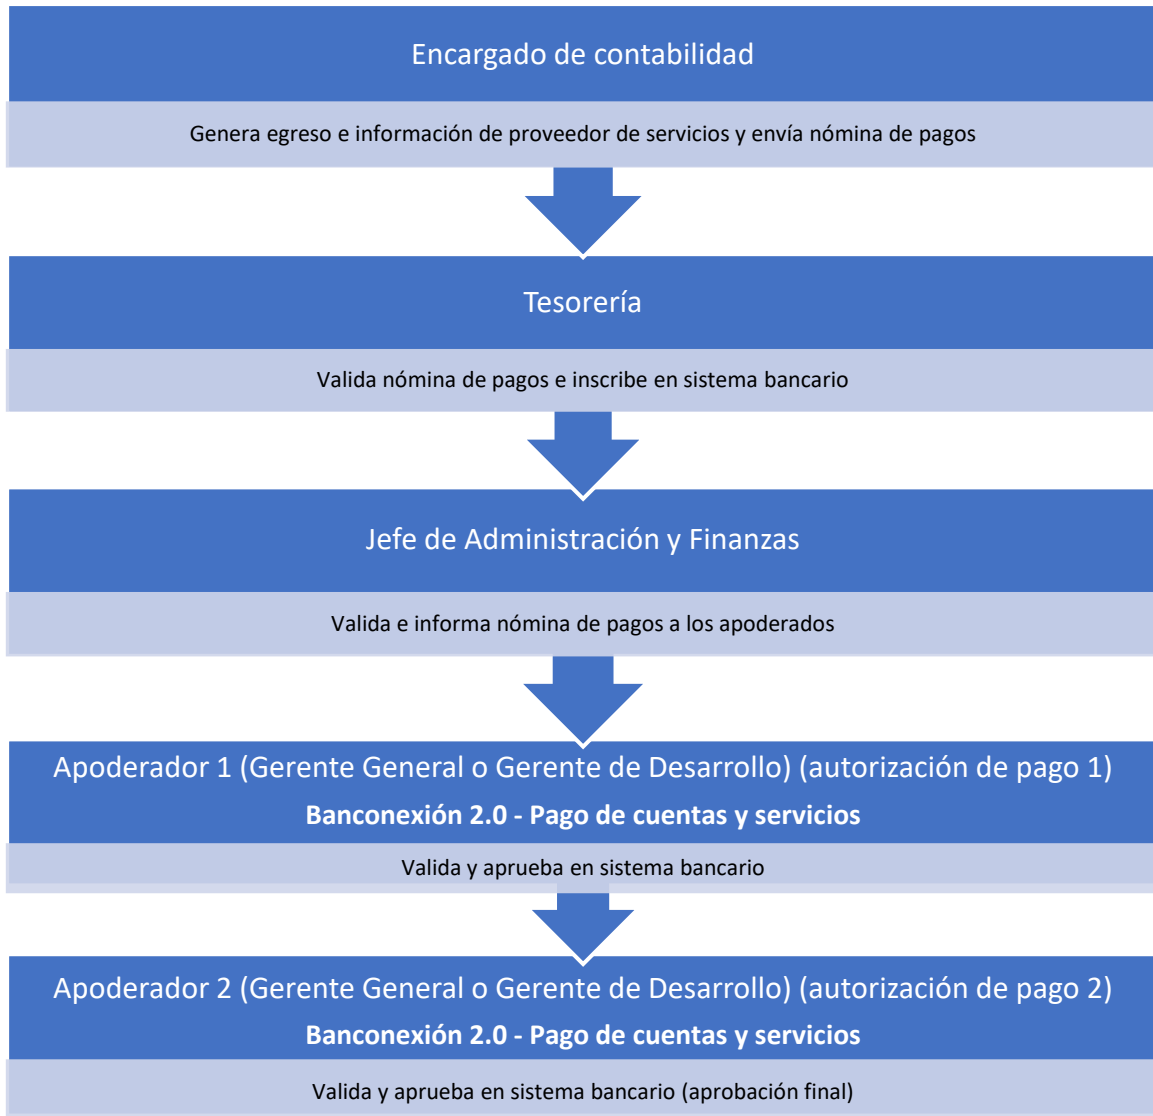 Encargado de contabilidad
Genera egreso e información de proveedor de servicios y envía nómina de pagos
Tesorería
Valida nómina de pagos e inscribe en sistema bancario
Jefe de Administración y Finanzas
Valida e informa nómina de pagos a los apoderados
Apoderador 1 (Gerente General o Gerente de Desarrollo) (autorización de pago 1)
Banconexión 2.0 - Pago de cuentas y servicios
Valida y aprueba en sistema bancario
Apoderador 2 (Gerente General o Gerente de Desarrollo) (autorización de pago 2)
Banconexión 2.0 - Pago de cuentas y servicios
Valida y aprueba en sistema bancario (aprobación final)